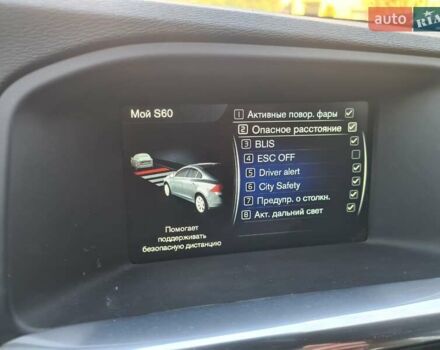 auto RIA
Мой S60
1 Активные повор. фары
2 Опасное расстояние
3 BLIS
4 ESC OFF
5 Driver alert
6 City Safety
7 Предупр. о столкн.
8 Акт. дальний свет
Помогает
поддерживать
безопасную дистанцию